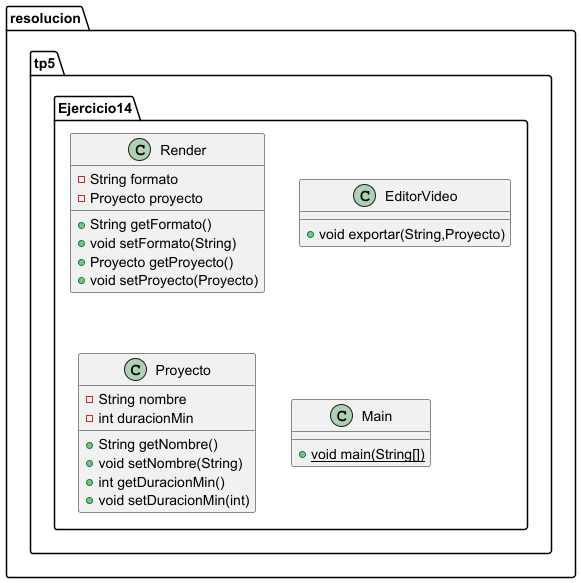 resolucion
tp5
Ejercicio14
C Render
String formato
Proyecto proyecto
String getFormato()
void setFormato(String)
Proyecto getProyecto()
void setProyecto(Proyecto)
C EditorVideo
void exportar(String,Proyecto)
C Proyecto
String nombre
int duracionMin
String getNombre()
void setNombre(String)
int getDuracionMin()
void setDuracionMin(int)
C Main
void main(String[])